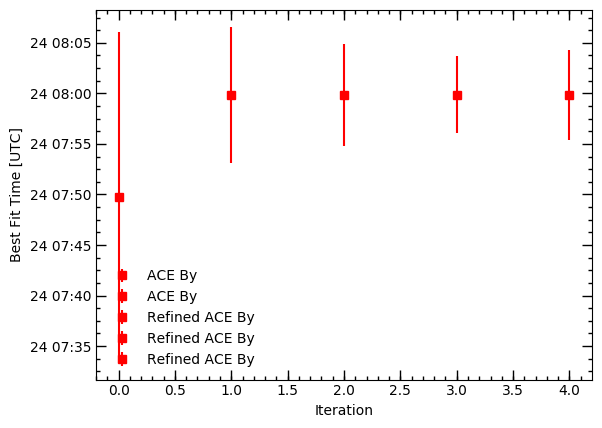 24 08:05
24 08:00
24 07:55
24 07:50
24 07:45
24 07:40
24 07:35
Best Fit Time [UTC]
ACE By
ACE By
Refined ACE By
Refined ACE By
Refined ACE By
0.0 0.5 1.0 1.5 2.0 2.5 3.0 3.5 4.0
Iteration